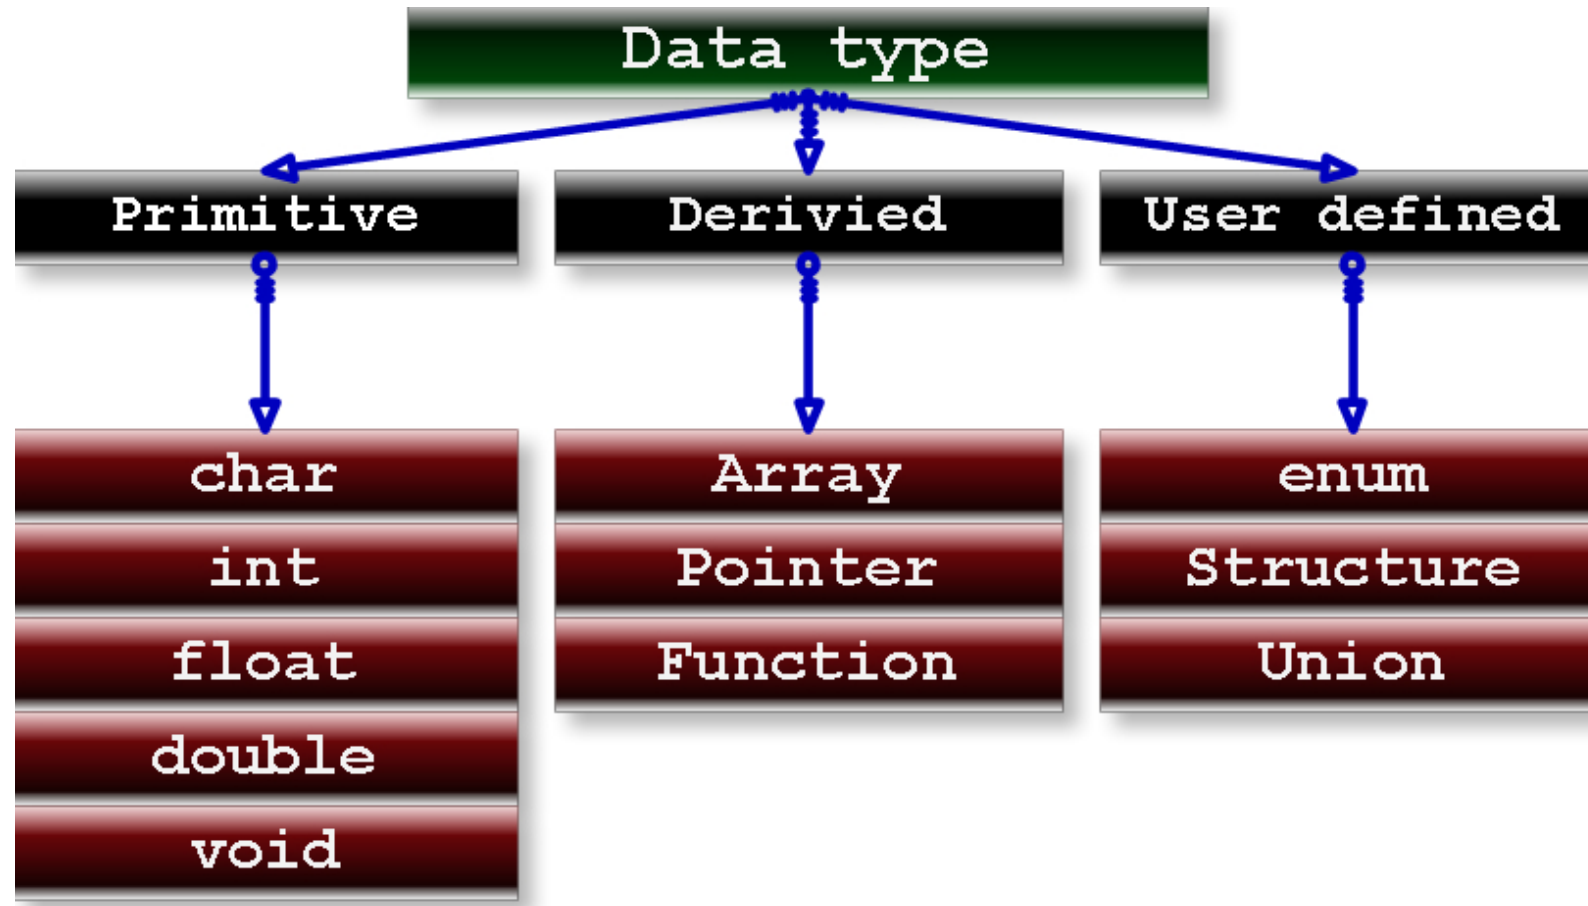 Data type
Primitive
Derivied
User defined
char
int
float
double
void
Array
Pointer
Function
enum
Structure
Union